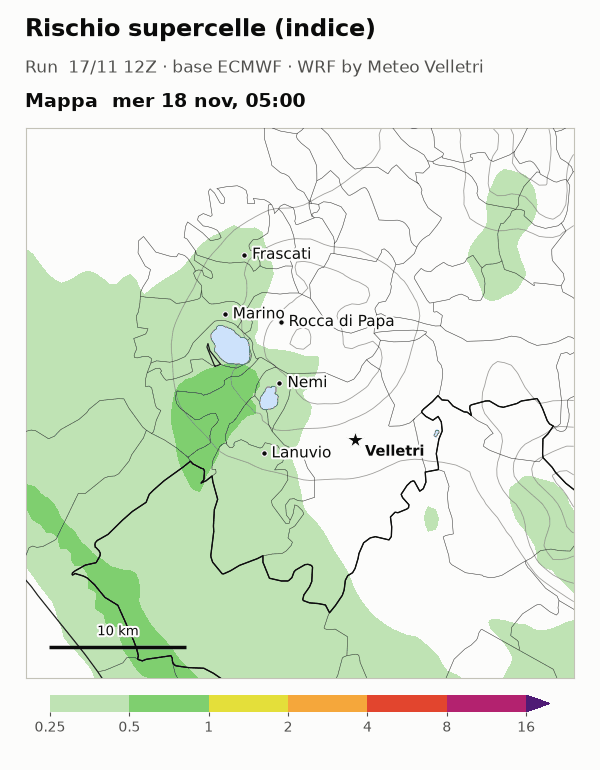 Rischio supercelle (indice)
Run  17/11 12Z · base ECMWF · WRF by Meteo Velletri
Mappa  mer 18 nov, 05:00
Frascati
Marino
Rocca di Papa
Nemi
Velletri
Lanuvio
10 km
0.25 0.5 1 2 4 8 16